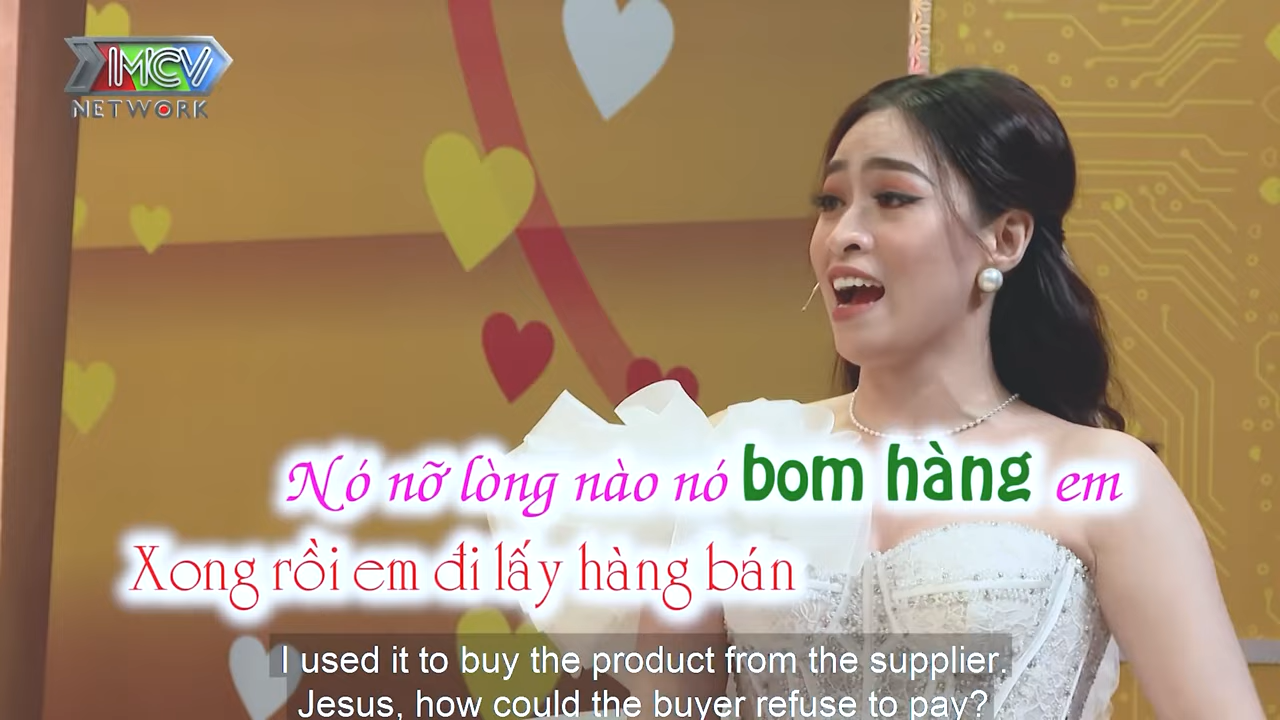 MCV
NETWORK
Nó nỡ lòng nào nó bom hàng em
Xong rồi em đi lấy hàng bán
I used it to buy the product from the supplier.
Jesus, how could the buyer refuse to pay?